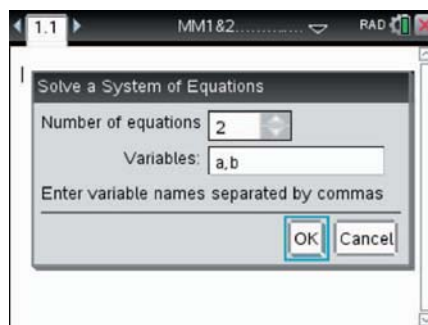 1.1 MM1&2............. RAD
Solve a System of Equations
Number of equations 2
Variables: a,b
Enter variable names separated by commas
OK Cancel